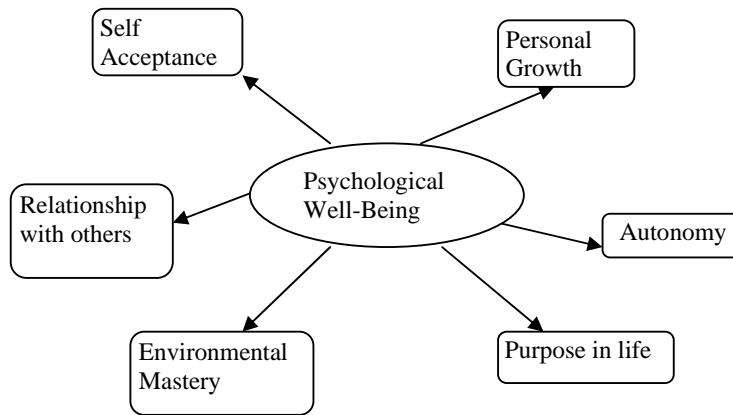 Self
Acceptance
Personal
Growth
Psychological
Well-Being
Relationship
with others
Autonomy
Environmental
Mastery
Purpose in life